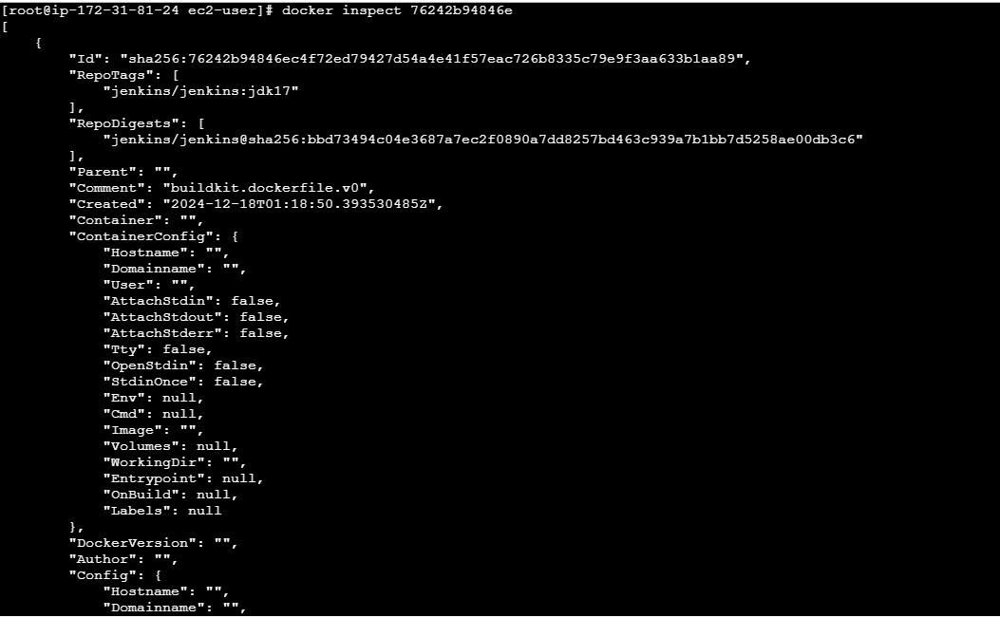 [root@ip-172-31-81-24 ec2-user]# docker inspect 76242b94846e
[
    {
        "Id": "sha256:76242b94846ec4f72ed79427d54a4e41f57eac726b8335c79e9f3aa633b1aa89",
        "RepoTags": [
            "jenkins/jenkins:jdk17"
        ],
        "RepoDigests": [
            "jenkins/jenkins@sha256:bbd73494c04e3687a7ec2f0890a7dd8257bd463c939a7b1bb7d5258ae00db3c6"
        ],
        "Parent": "",
        "Comment": "buildkit.dockerfile.v0",
        "Created": "2024-12-18T01:18:50.393530485Z",
        "Container": "",
        "ContainerConfig": {
            "Hostname": "",
            "Domainname": "",
            "User": "",
            "AttachStdin": false,
            "AttachStdout": false,
            "AttachStderr": false,
            "Tty": false,
            "OpenStdin": false,
            "StdinOnce": false,
            "Env": null,
            "Cmd": null,
            "Image": "",
            "Volumes": null,
            "WorkingDir": "",
            "Entrypoint": null,
            "OnBuild": null,
            "Labels": null
        },
        "DockerVersion": "",
        "Author": "",
        "Config": {
            "Hostname": "",
            "Domainname": "",